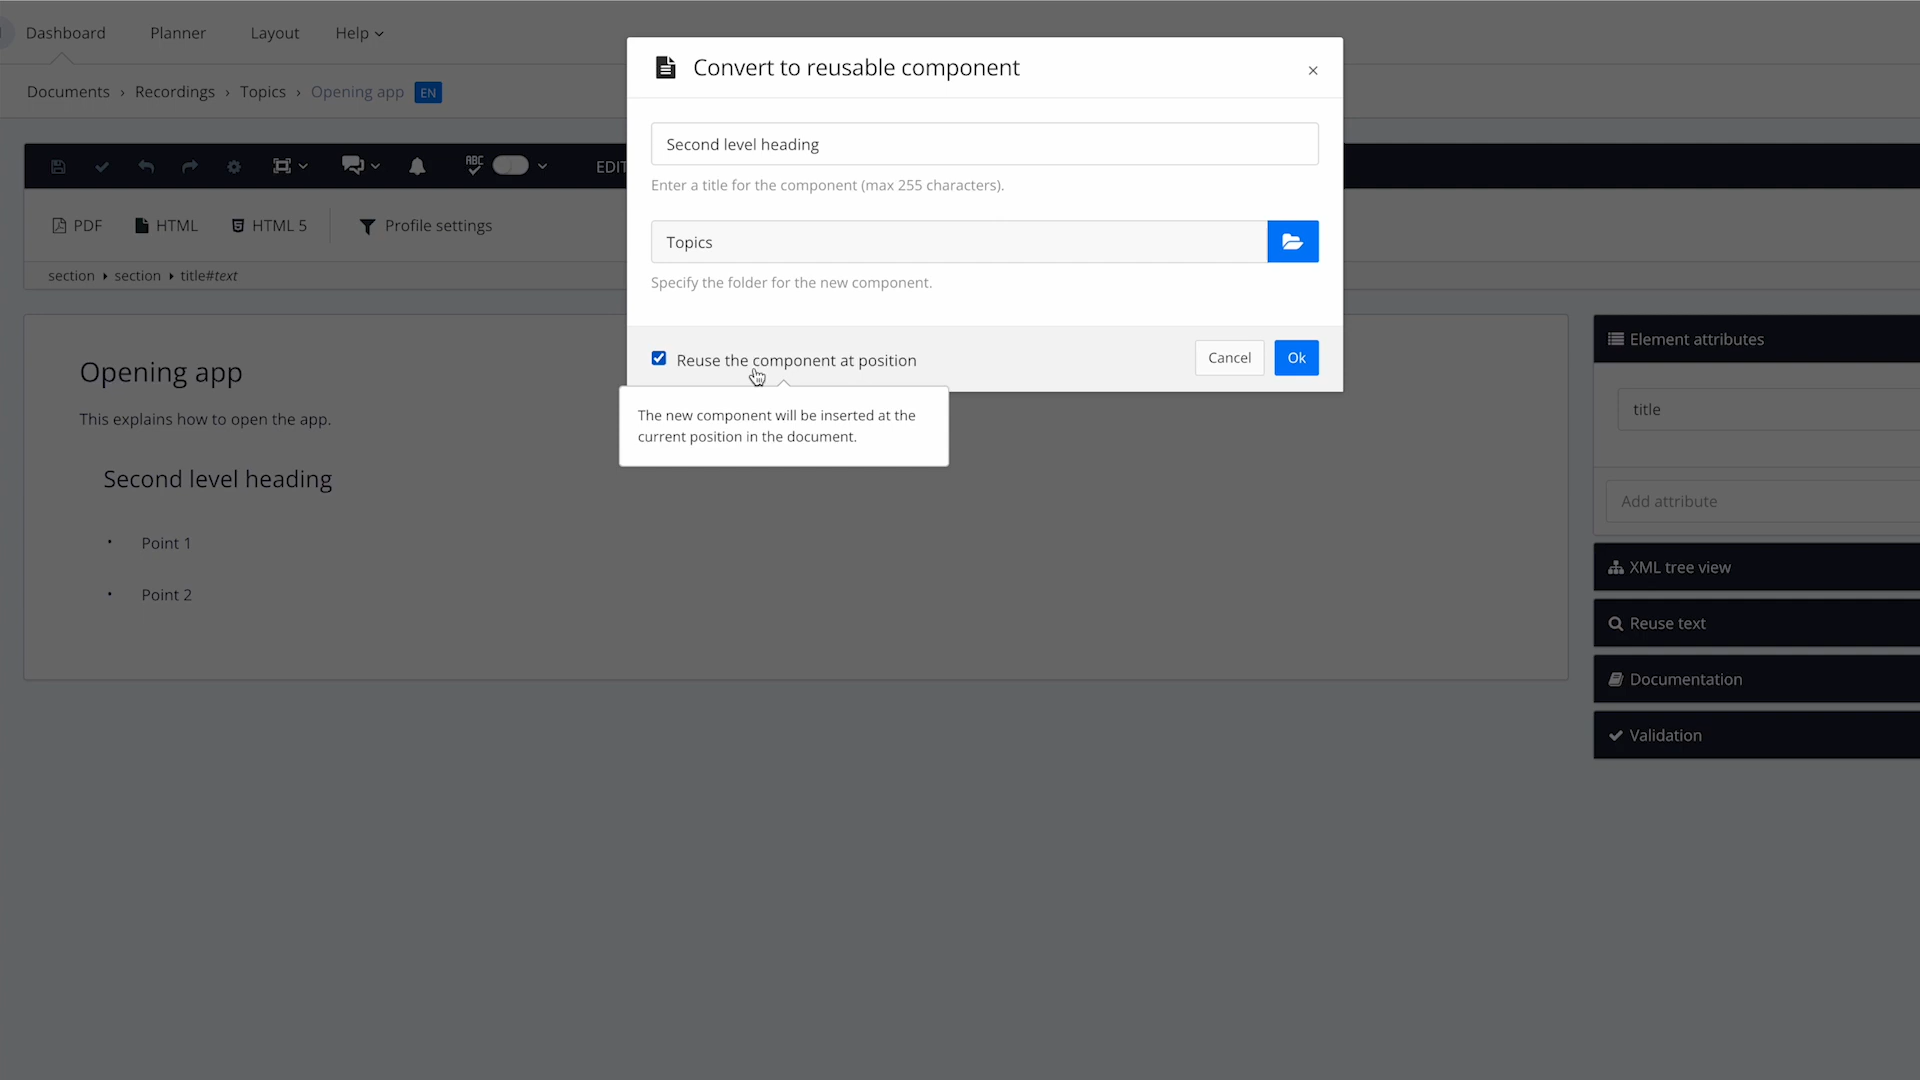 Dashboard Planner Layout Help
Documents › Recordings › Topics › Opening app EN
ABC EDIT
PDF HTML HTML 5 Profile settings
section section title#text
Convert to reusable component
Second level heading
Enter a title for the component (max 255 characters).
Topics
Specify the folder for the new component.
Reuse the component at position
Cancel Ok
The new component will be inserted at the
current position in the document.
Opening app
This explains how to open the app.
Second level heading
• Point 1
• Point 2
Element attributes
title
Add attribute
XML tree view
Reuse text
Documentation
Validation